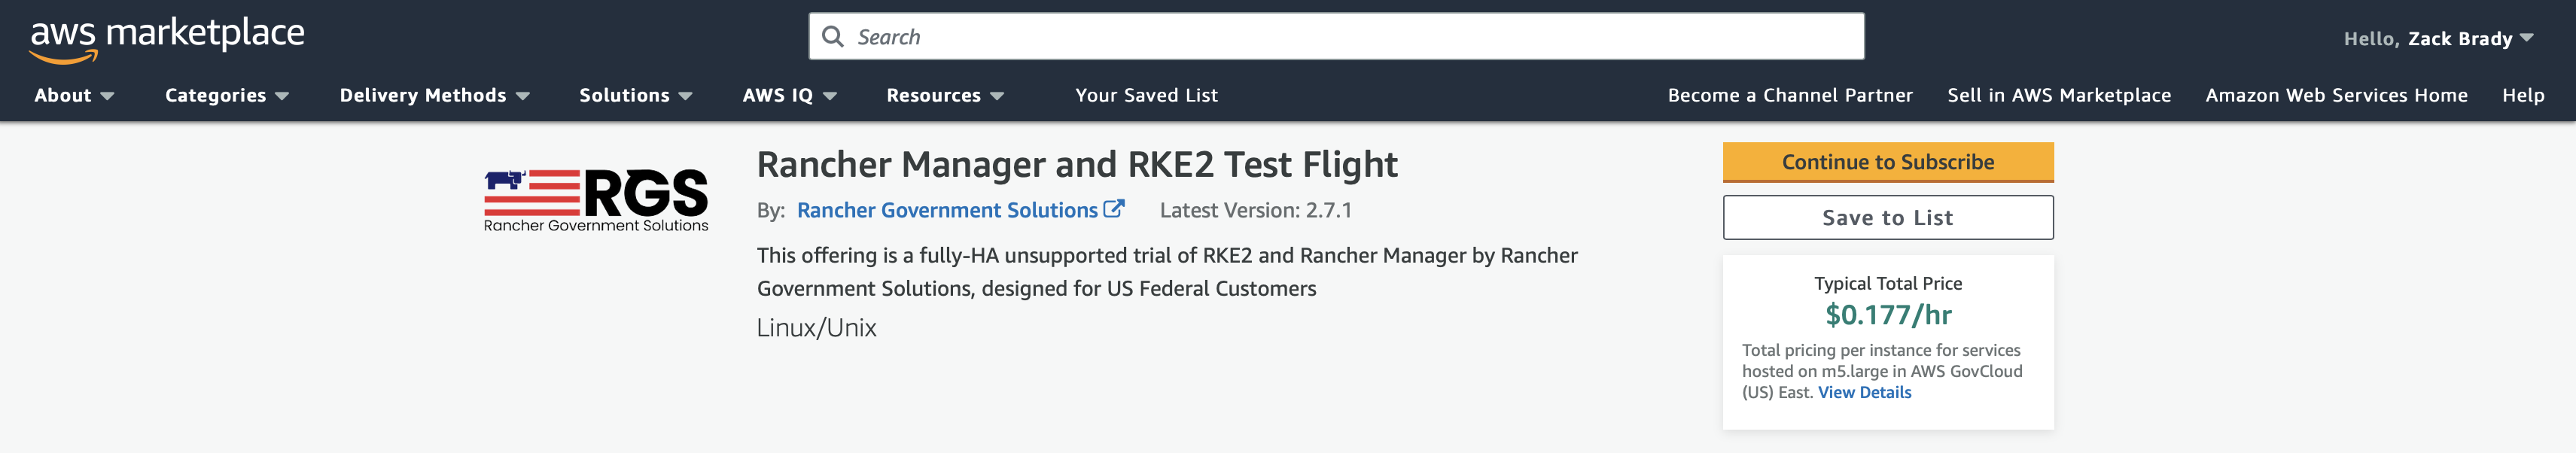 aws marketplace
Search
Hello, Zack Brady
About
Categories
Delivery Methods
Solutions
AWS IQ
Resources
Your Saved List
Become a Channel Partner
Sell in AWS Marketplace
Amazon Web Services Home
Help
RGS
Rancher Government Solutions
Rancher Manager and RKE2 Test Flight
By: Rancher Government Solutions
Latest Version: 2.7.1
This offering is a fully-HA unsupported trial of RKE2 and Rancher Manager by Rancher
Government Solutions, designed for US Federal Customers
Linux/Unix
Continue to Subscribe
Save to List
Typical Total Price
$0.177/hr
Total pricing per instance for services
hosted on m5.large in AWS GovCloud
(US) East. View Details